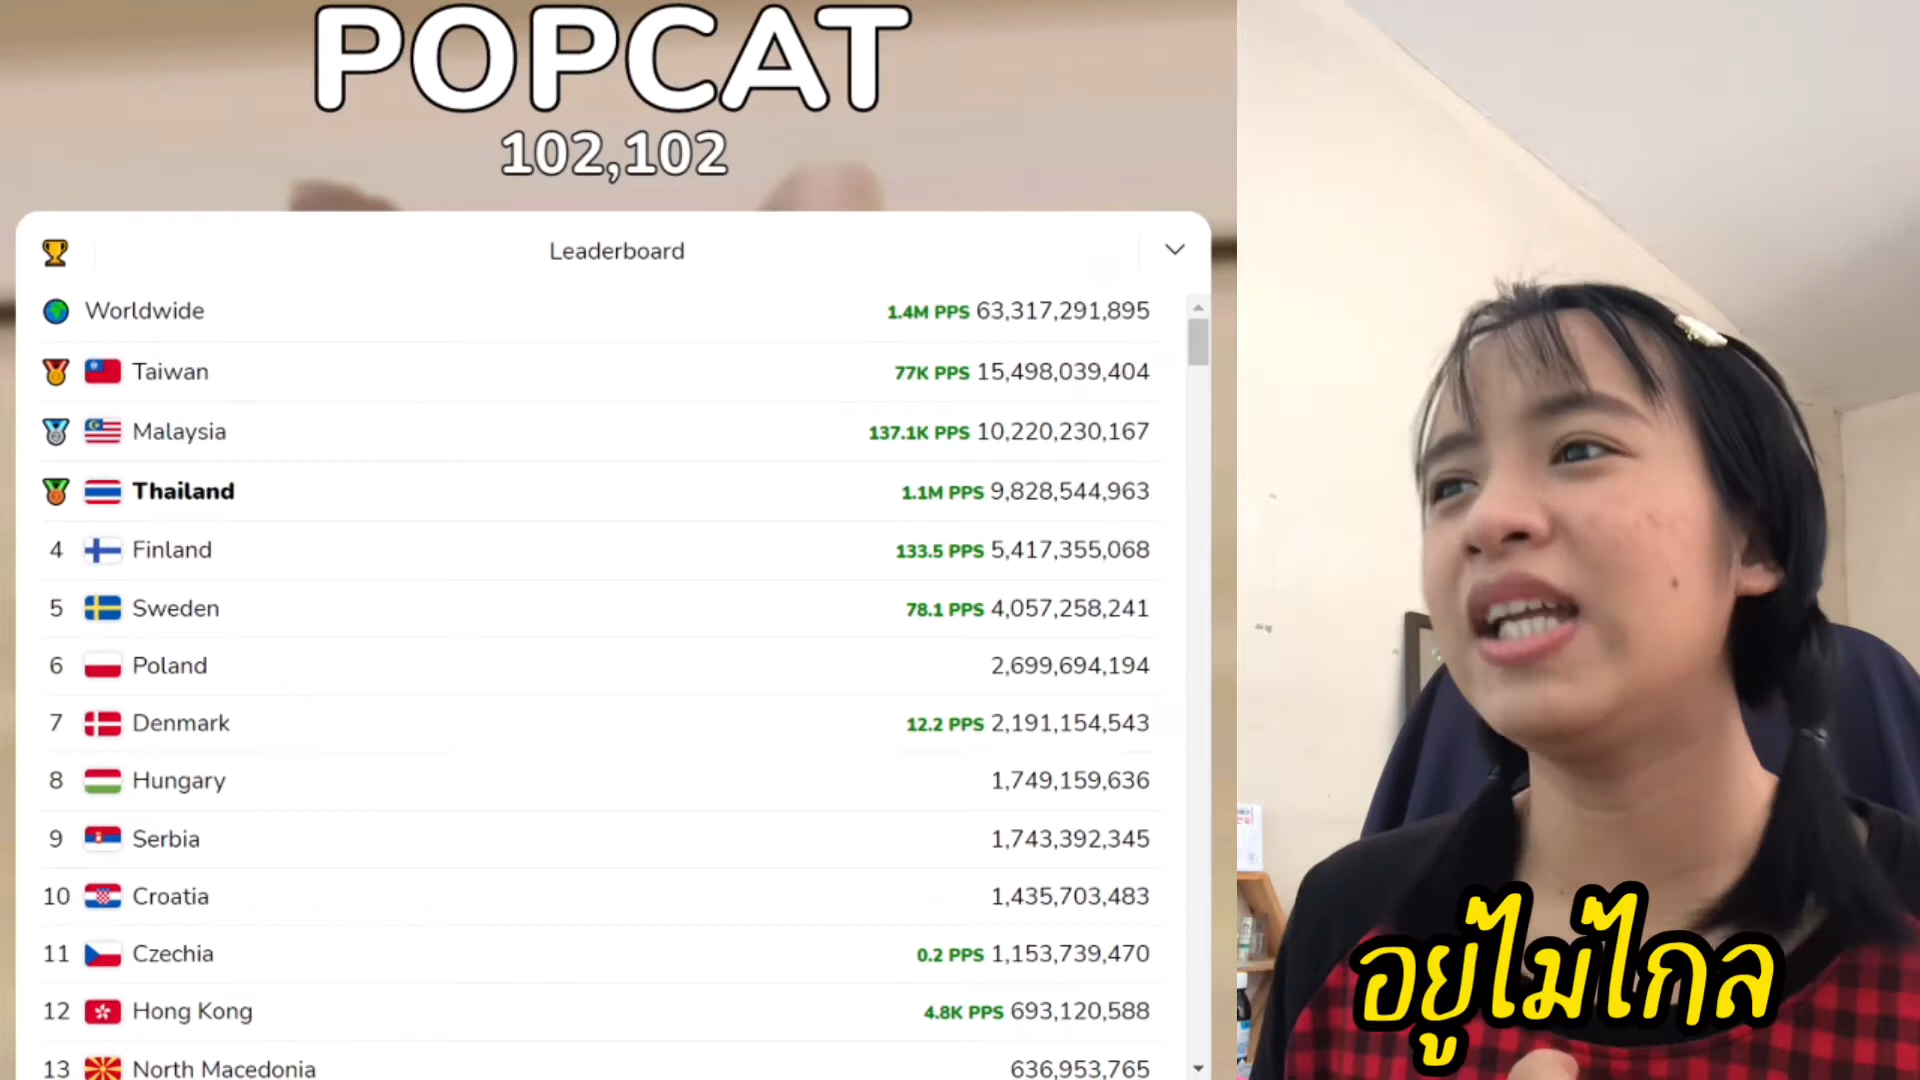 POPCAT
102,102
Leaderboard
Worldwide 1.4M PPS 63,317,291,895
Taiwan 77K PPS 15,498,039,404
Malaysia 137.1K PPS 10,220,230,167
Thailand 1.1M PPS 9,828,544,963
4 Finland 133.5 PPS 5,417,355,068
5 Sweden 78.1 PPS 4,057,258,241
6 Poland 2,699,694,194
7 Denmark 12.2 PPS 2,191,154,543
8 Hungary 1,749,159,636
9 Serbia 1,743,392,345
10 Croatia 1,435,703,483
11 Czechia 0.2 PPS 1,153,739,470
12 Hong Kong 4.8K PPS 693,120,588
13 North Macedonia 636,953,765
อยู่ไม่ไกล